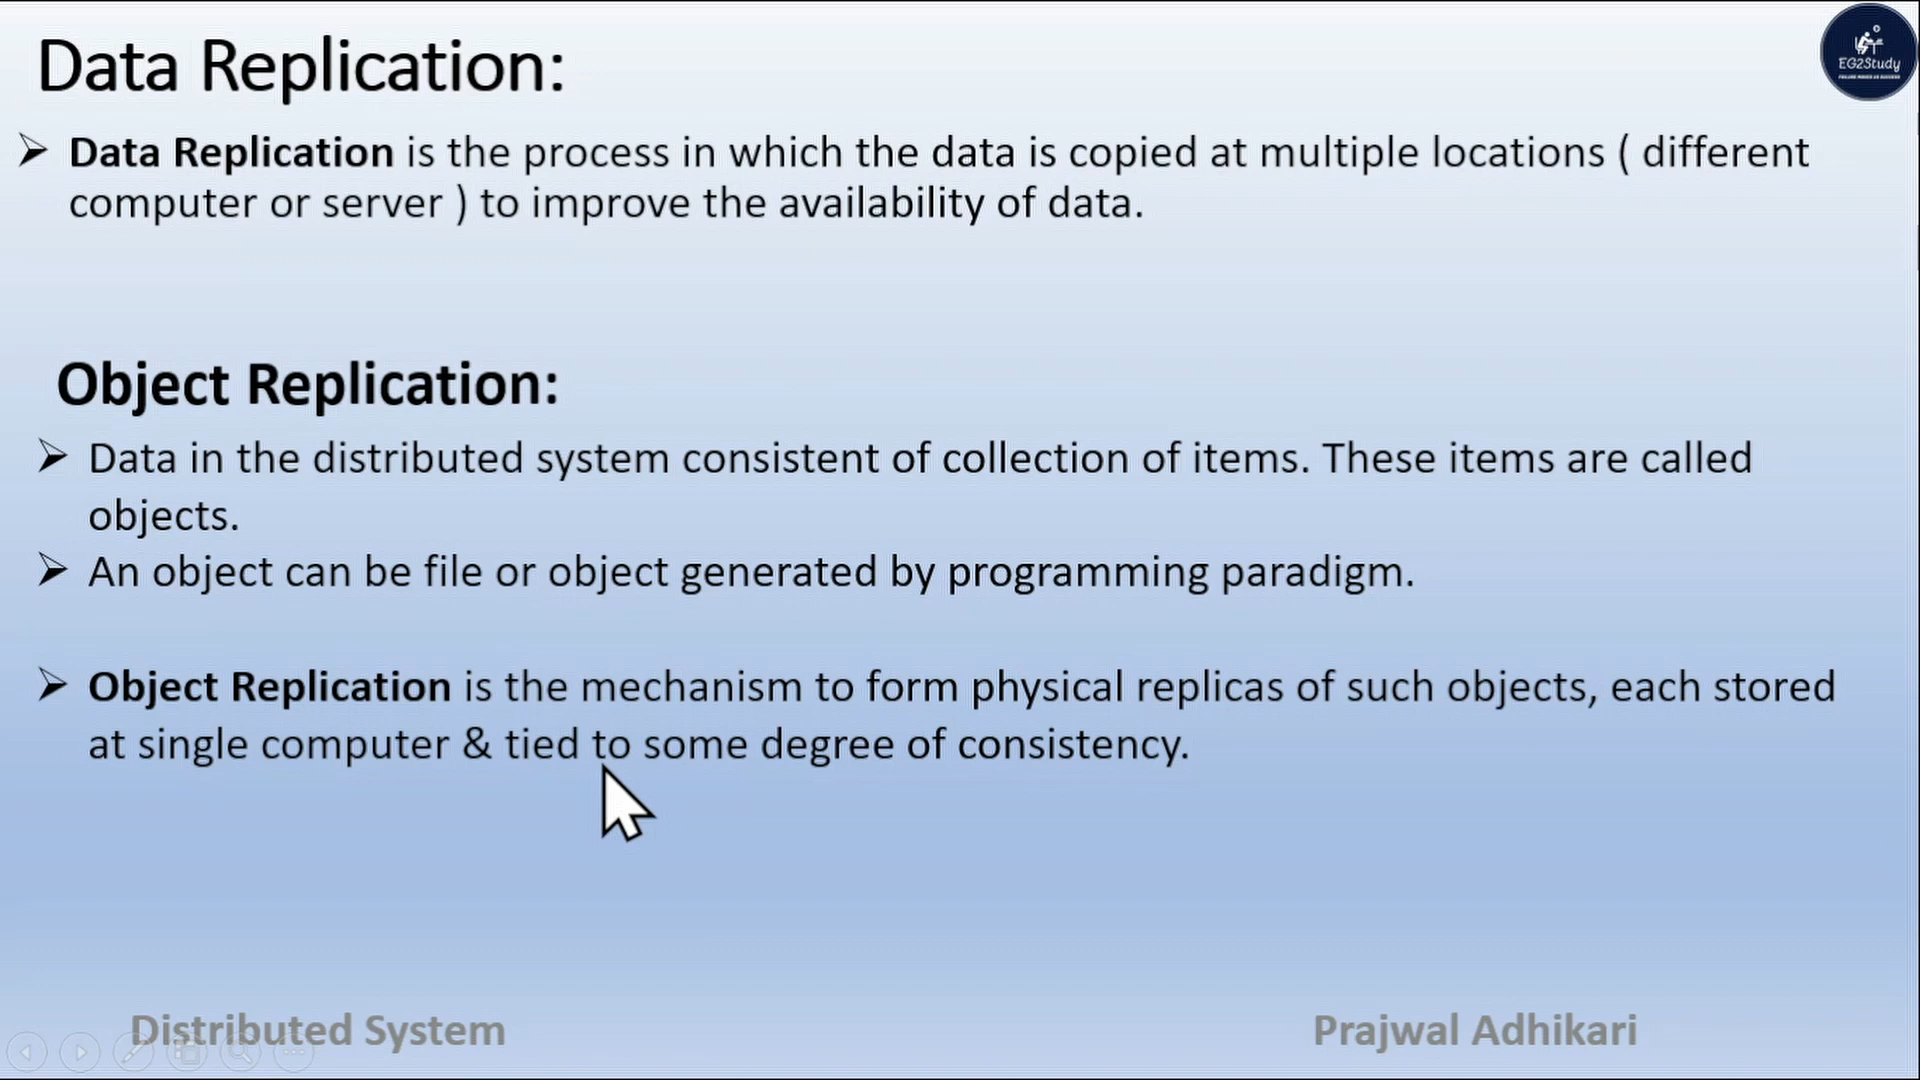 Data Replication:
EG2Study
Data Replication is the process in which the data is copied at multiple locations ( different
computer or server ) to improve the availability of data.
Object Replication:
Data in the distributed system consistent of collection of items. These items are called
objects.
An object can be file or object generated by programming paradigm.
Object Replication is the mechanism to form physical replicas of such objects, each stored
at single computer & tied to some degree of consistency.
Distributed System
Prajwal Adhikari